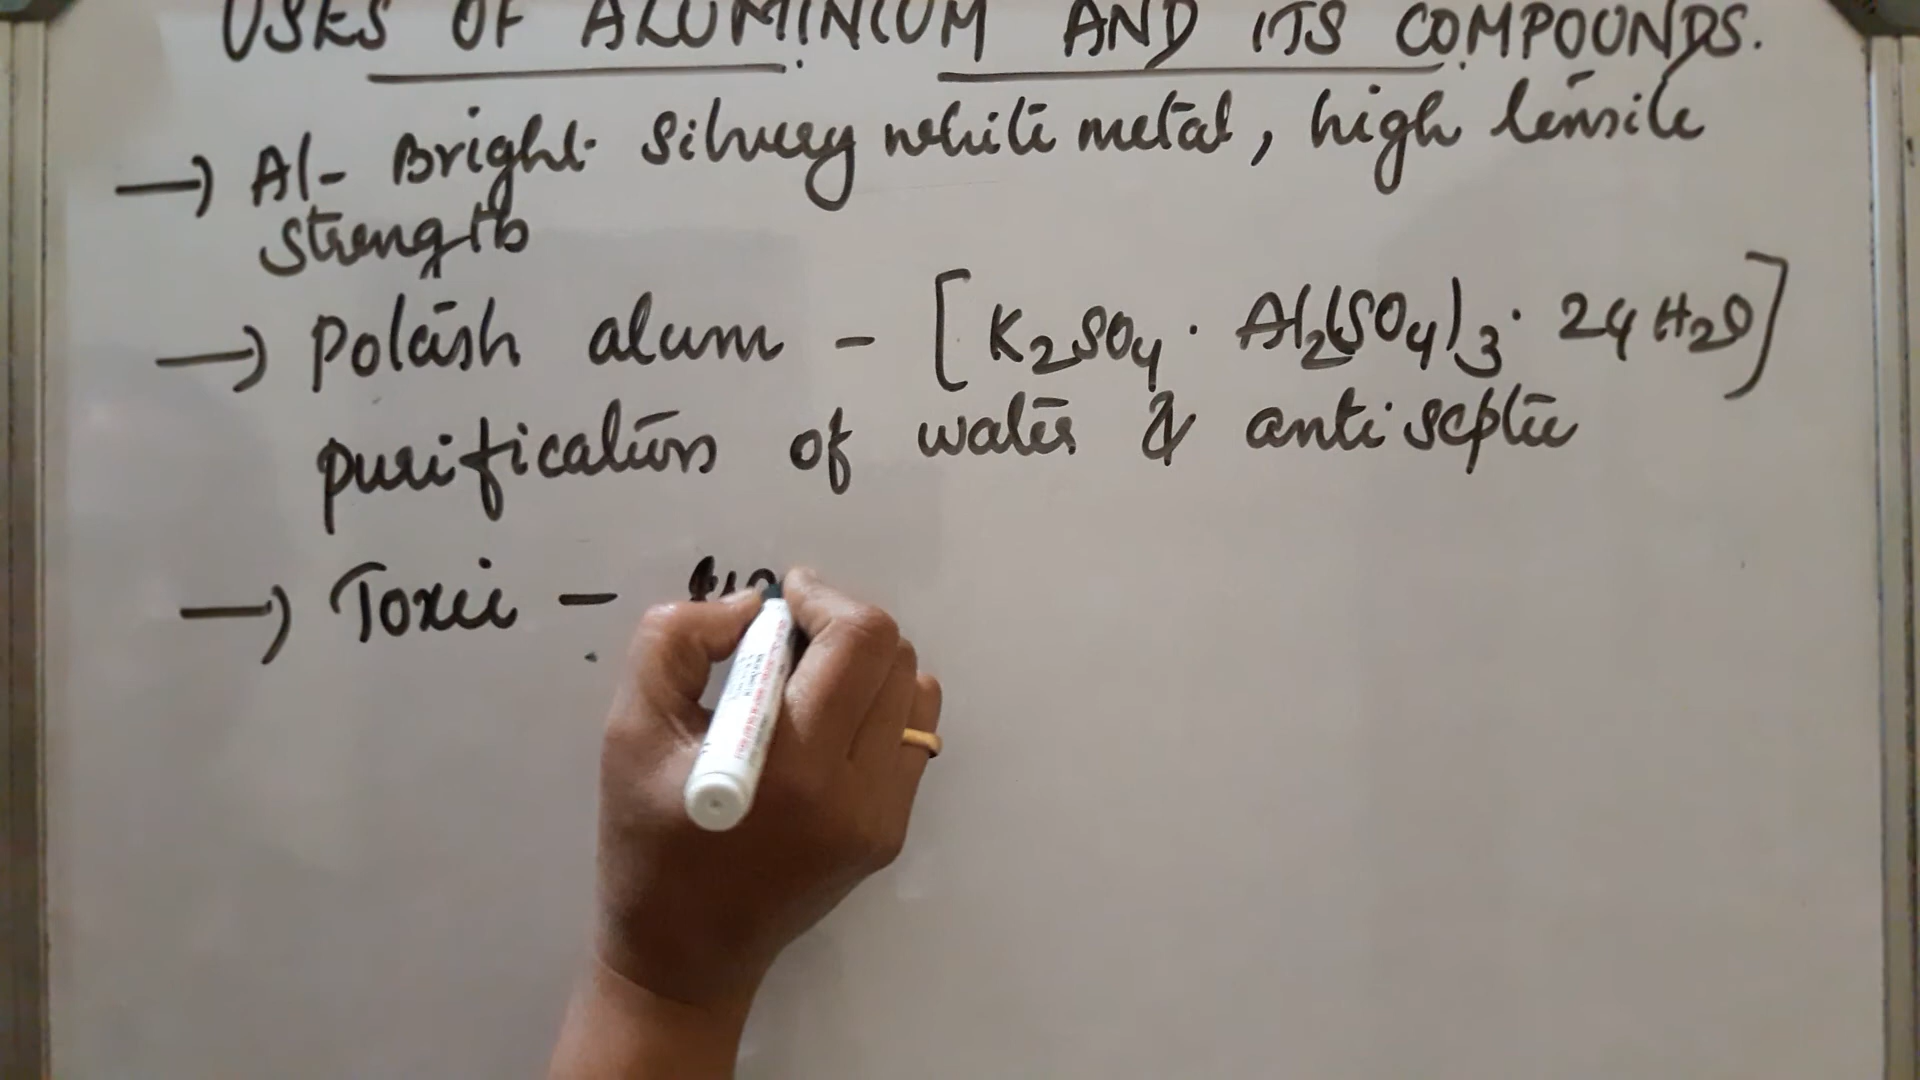 USES OF ALUMINIUM AND ITS COMPOUNDS.
→ Al - Bright silvery white metal, high tensile
strength
→ Potash alum - [K₂SO₄ · Al₂(SO₄)₃ · 24H₂O]
purification of water & antiseptic
→ Toxic -